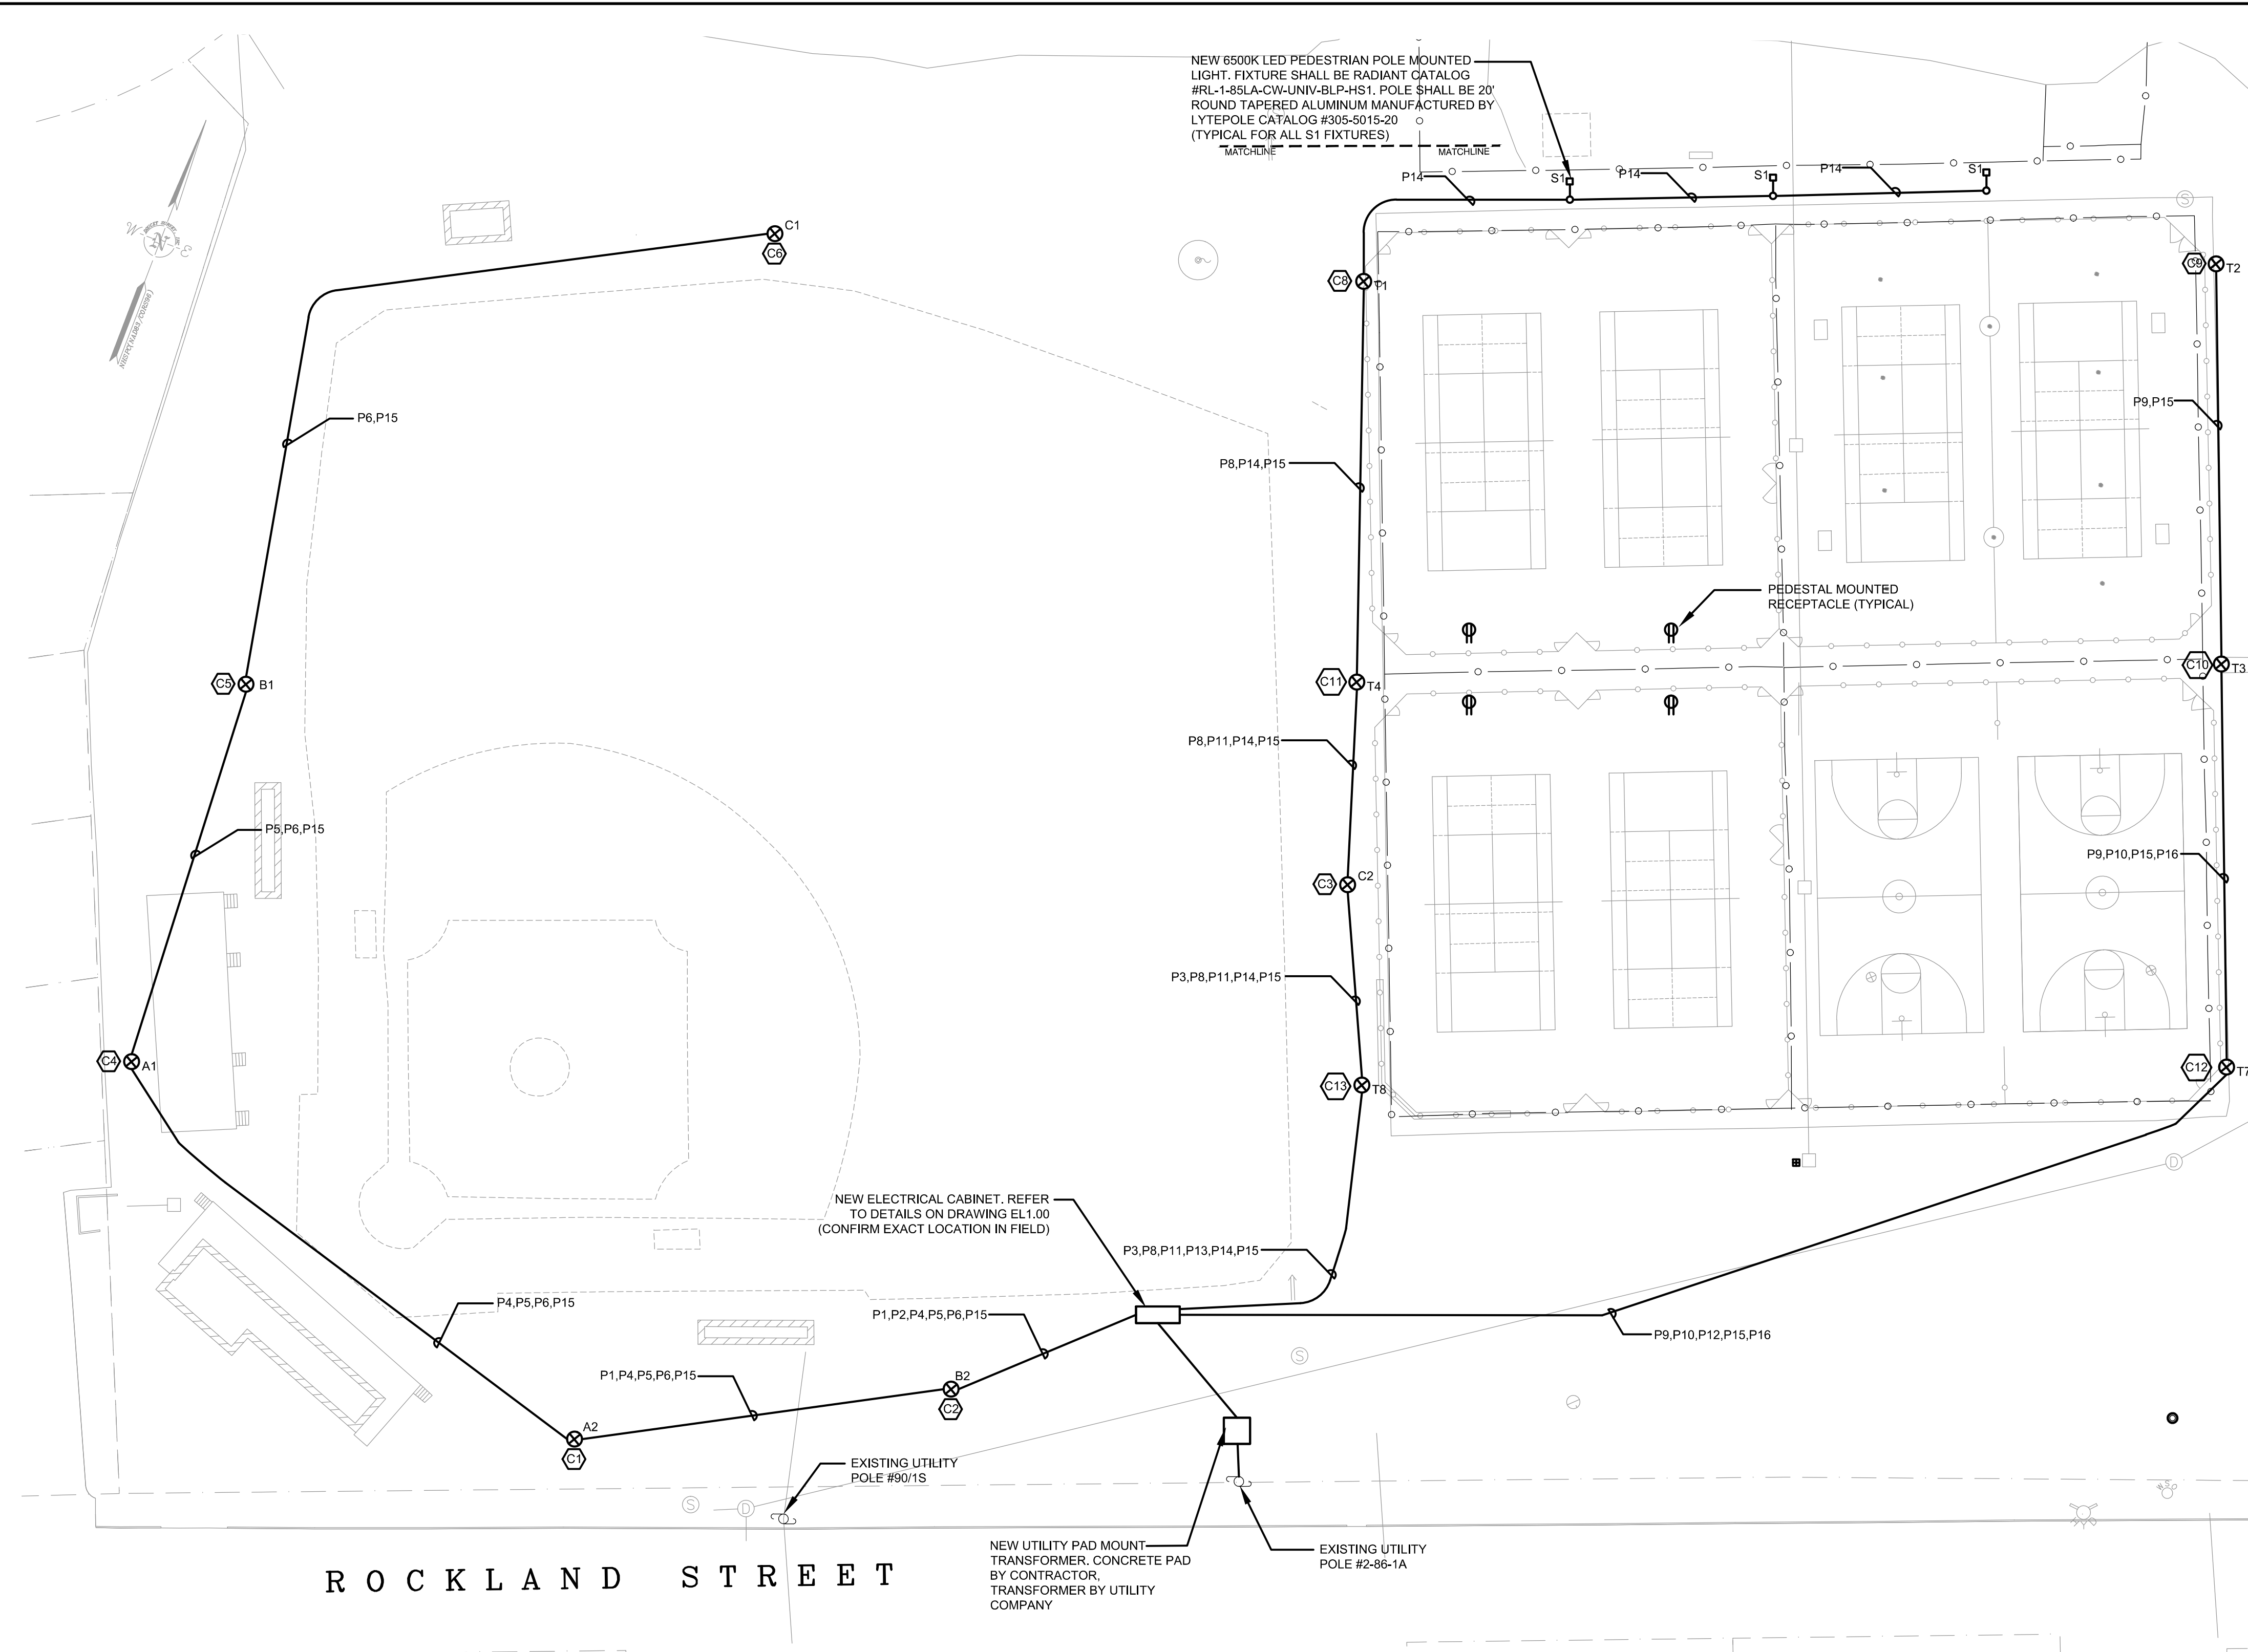 NEW 6500K LED PEDESTRIAN POLE MOUNTED
LIGHT. FIXTURE SHALL BE RADIANT CATALOG
#RL-1-85LA-CW-UNIV-BLP-HS1. POLE SHALL BE 20'
ROUND TAPERED ALUMINUM MANUFACTURED BY
LYTEPOLE CATALOG #305-5015-20
(TYPICAL FOR ALL S1 FIXTURES)
MATCHLINE
MATCHLINE
P14
S1
P14
S1
P14
S1
S
W
E
C1
C6
C8
T1
C9
T2
P6,P15
P9,P15
P8,P14,P15
PEDESTAL MOUNTED
RECEPTACLE (TYPICAL)
C5
B1
C11
T4
C10
T3
P8,P11,P14,P15
P5,P6,P15
P9,P10,P15,P16
C3
C2
P3,P8,P11,P14,P15
C4
A1
C13
T8
C12
T7
D
NEW ELECTRICAL CABINET. REFER
TO DETAILS ON DRAWING EL1.00
(CONFIRM EXACT LOCATION IN FIELD)
P3,P8,P11,P13,P14,P15
P4,P5,P6,P15
P1,P2,P4,P5,P6,P15
P9,P10,P12,P15,P16
S
P1,P4,P5,P6,P15
B2
C2
A2
C1
EXISTING UTILITY
POLE #90/1S
S
D
NEW UTILITY PAD MOUNT
TRANSFORMER. CONCRETE PAD
BY CONTRACTOR,
TRANSFORMER BY UTILITY
COMPANY
EXISTING UTILITY
POLE #2-86-1A
ROCKLAND STREET